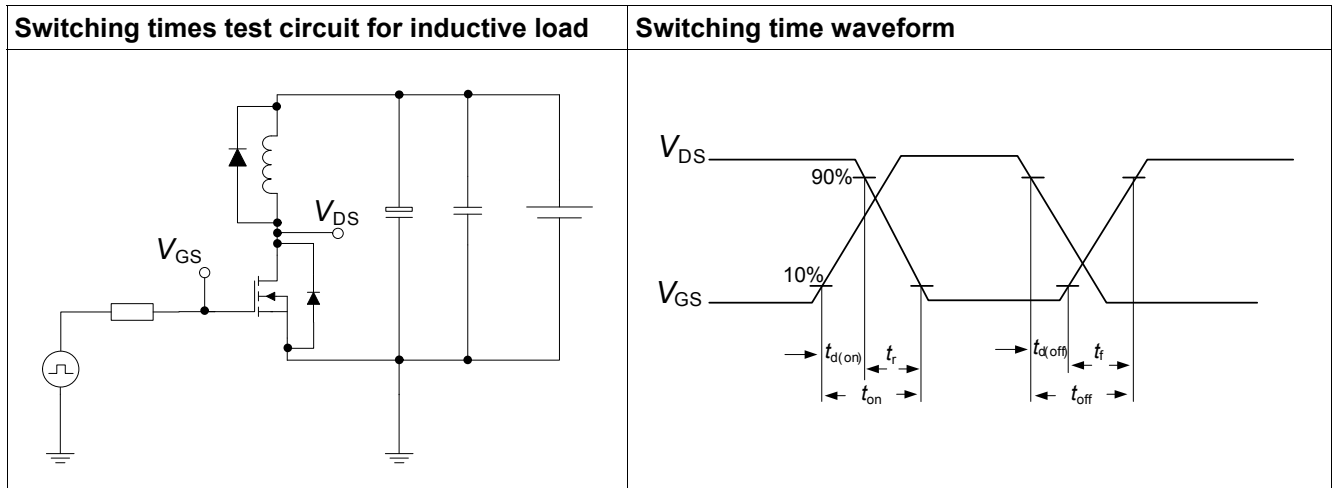 Switching times test circuit for inductive load
Switching time waveform
VDS
VGS
VDS
90%
10%
VGS
td(on) tr
ton
td(off) tf
toff